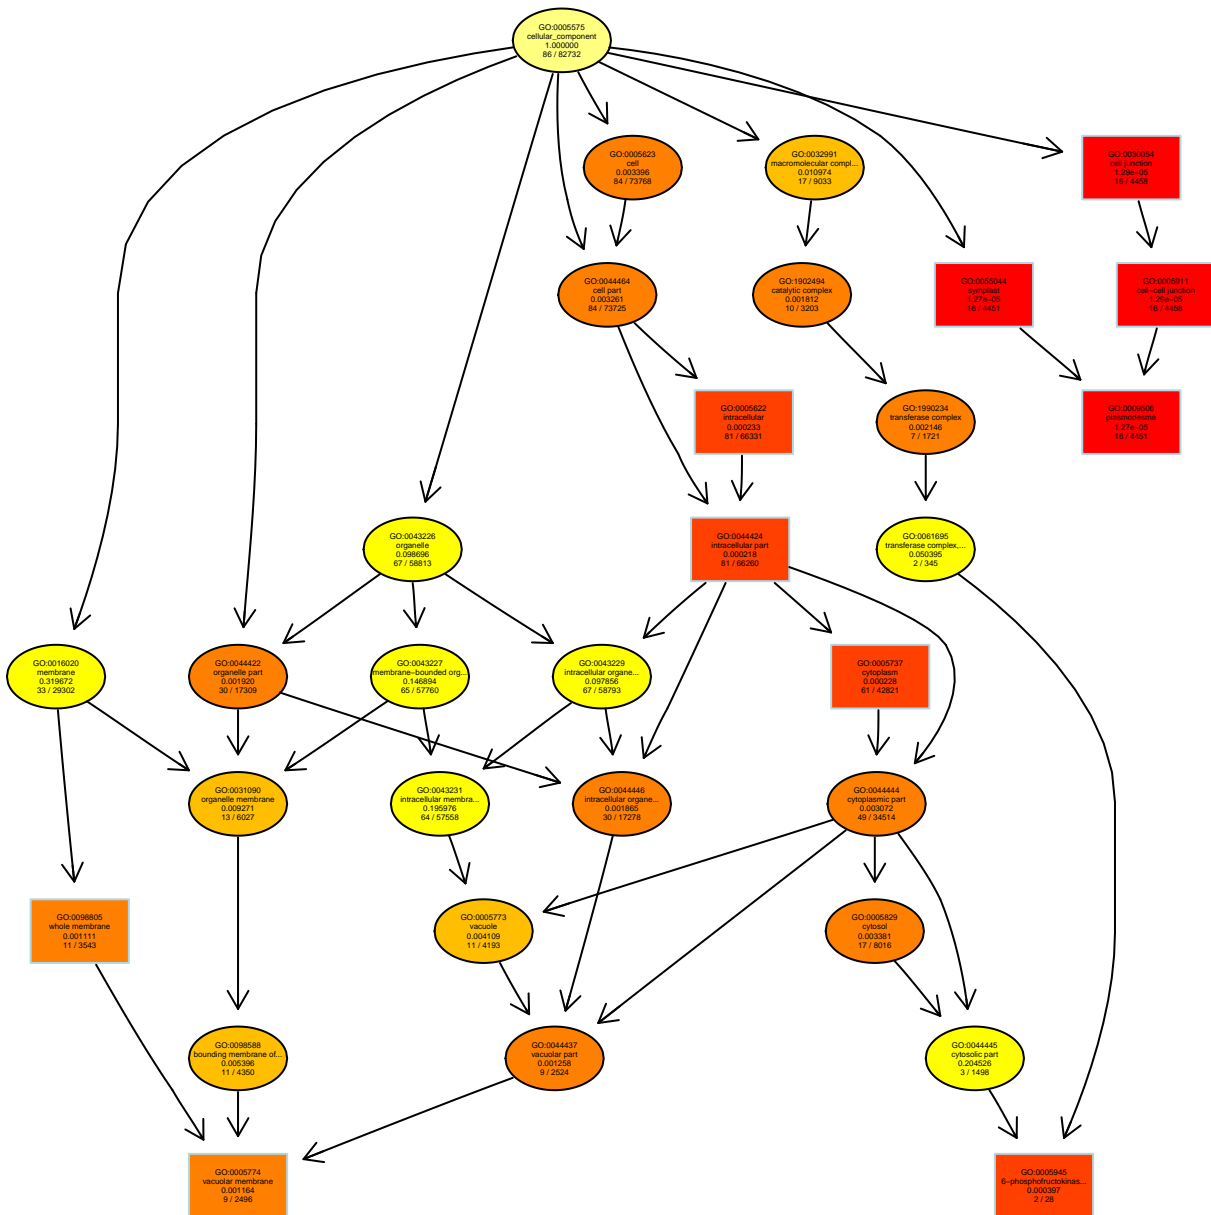 GO:0005575
cellular_component
1.000000
86 / 82732
GO:0005623
cell
0.003396
84 / 73768
GO:0032991
macromolecular compl...
0.010974
17 / 9033
GO:0030054
cell junction
1.29e−05
16 / 4458
GO:0044464
cell part
0.003261
84 / 73725
GO:1902494
catalytic complex
0.001812
10 / 3203
GO:0055044
symplast
1.27e−05
16 / 4451
GO:0005911
cell−cell junction
1.29e−05
16 / 4458
GO:0005622
intracellular
0.000233
81 / 66331
GO:1990234
transferase complex
0.002146
7 / 1721
GO:0009506
plasmodesma
1.27e−05
16 / 4451
GO:0043226
organelle
0.098696
67 / 58813
GO:0044424
intracellular part
0.000218
81 / 66260
GO:0061695
transferase complex,...
0.050395
2 / 345
GO:0016020
membrane
0.319672
33 / 29302
GO:0044422
organelle part
0.001920
30 / 17309
GO:0043227
membrane−bounded org...
0.146894
65 / 57760
GO:0043229
intracellular organe...
0.097856
67 / 58793
GO:0005737
cytoplasm
0.000228
61 / 42821
GO:0031090
organelle membrane
0.009271
13 / 6027
GO:0043231
intracellular membra...
0.195976
64 / 57558
GO:0044446
intracellular organe...
0.001865
30 / 17278
GO:0044444
cytoplasmic part
0.003072
49 / 34514
GO:0098805
whole membrane
0.001111
11 / 3543
GO:0005773
vacuole
0.004109
11 / 4193
GO:0005829
cytosol
0.003381
17 / 8016
GO:0098588
bounding membrane of...
0.005396
11 / 4350
GO:0044437
vacuolar part
0.001258
9 / 2524
GO:0044445
cytosolic part
0.204526
3 / 1498
GO:0005774
vacuolar membrane
0.001164
9 / 2496
GO:0005945
6−phosphofructokinas...
0.000397
2 / 28